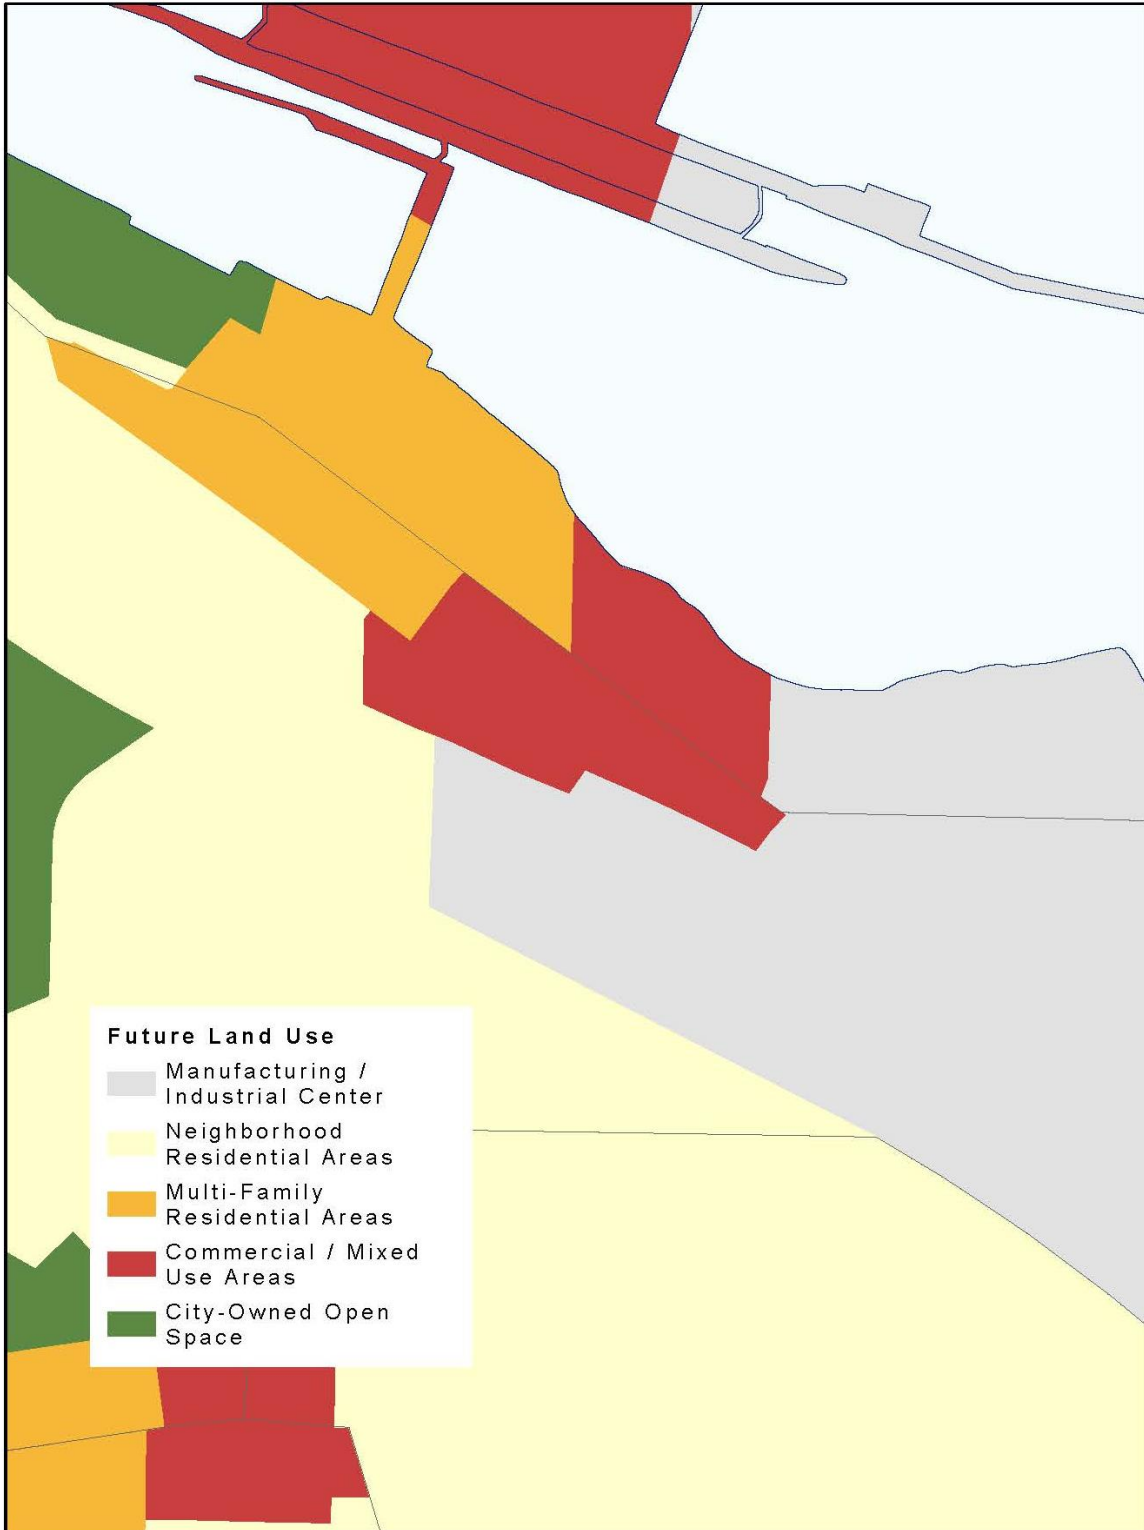 Future Land Use
Manufacturing /
Industrial Center
Neighborhood
Residential Areas
Multi-Family
Residential Areas
Commercial / Mixed
Use Areas
City-Owned Open
Space